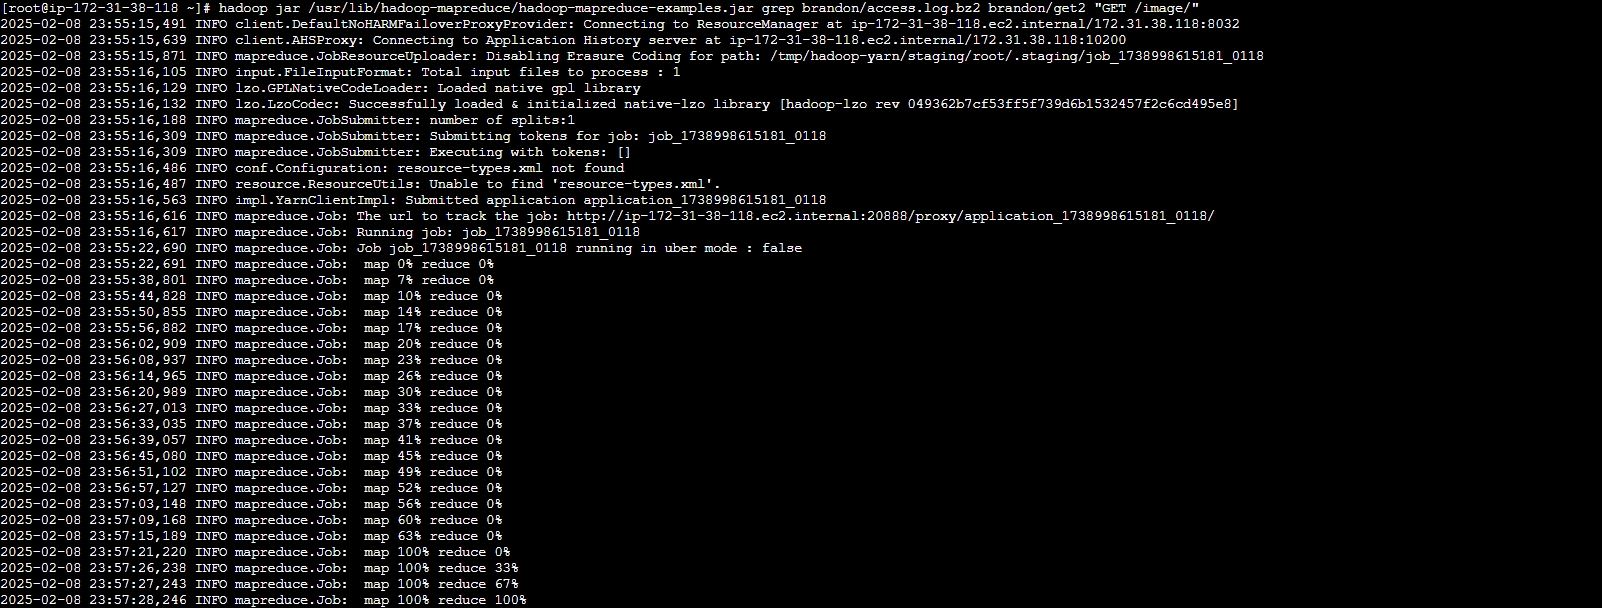 [root@ip-172-31-38-118 ~]# hadoop jar /usr/lib/hadoop-mapreduce/hadoop-mapreduce-examples.jar grep brandon/access.log.bz2 brandon/get2 "GET /image/"
2025-02-08 23:55:15,491 INFO client.DefaultNoHARMFailoverProxyProvider: Connecting to ResourceManager at ip-172-31-38-118.ec2.internal/172.31.38.118:8032
2025-02-08 23:55:15,639 INFO client.AHSProxy: Connecting to Application History server at ip-172-31-38-118.ec2.internal/172.31.38.118:10200
2025-02-08 23:55:15,871 INFO mapreduce.JobResourceUploader: Disabling Erasure Coding for path: /tmp/hadoop-yarn/staging/root/.staging/job_1738998615181_0118
2025-02-08 23:55:16,105 INFO input.FileInputFormat: Total input files to process : 1
2025-02-08 23:55:16,129 INFO lzo.GPLNativeCodeLoader: Loaded native gpl library
2025-02-08 23:55:16,132 INFO lzo.LzoCodec: Successfully loaded & initialized native-lzo library [hadoop-lzo rev 049362b7cf53ff5f739d6b1532457f2c6cd495e8]
2025-02-08 23:55:16,188 INFO mapreduce.JobSubmitter: number of splits:1
2025-02-08 23:55:16,309 INFO mapreduce.JobSubmitter: Submitting tokens for job: job_1738998615181_0118
2025-02-08 23:55:16,309 INFO mapreduce.JobSubmitter: Executing with tokens: []
2025-02-08 23:55:16,486 INFO conf.Configuration: resource-types.xml not found
2025-02-08 23:55:16,487 INFO resource.ResourceUtils: Unable to find 'resource-types.xml'.
2025-02-08 23:55:16,563 INFO impl.YarnClientImpl: Submitted application application_1738998615181_0118
2025-02-08 23:55:16,616 INFO mapreduce.Job: The url to track the job: http://ip-172-31-38-118.ec2.internal:20888/proxy/application_1738998615181_0118/
2025-02-08 23:55:16,617 INFO mapreduce.Job: Running job: job_1738998615181_0118
2025-02-08 23:55:22,690 INFO mapreduce.Job: Job job_1738998615181_0118 running in uber mode : false
2025-02-08 23:55:22,691 INFO mapreduce.Job:  map 0% reduce 0%
2025-02-08 23:55:38,801 INFO mapreduce.Job:  map 7% reduce 0%
2025-02-08 23:55:44,828 INFO mapreduce.Job:  map 10% reduce 0%
2025-02-08 23:55:50,855 INFO mapreduce.Job:  map 14% reduce 0%
2025-02-08 23:55:56,882 INFO mapreduce.Job:  map 17% reduce 0%
2025-02-08 23:56:02,909 INFO mapreduce.Job:  map 20% reduce 0%
2025-02-08 23:56:08,937 INFO mapreduce.Job:  map 23% reduce 0%
2025-02-08 23:56:14,965 INFO mapreduce.Job:  map 26% reduce 0%
2025-02-08 23:56:20,989 INFO mapreduce.Job:  map 30% reduce 0%
2025-02-08 23:56:27,013 INFO mapreduce.Job:  map 33% reduce 0%
2025-02-08 23:56:33,035 INFO mapreduce.Job:  map 37% reduce 0%
2025-02-08 23:56:39,057 INFO mapreduce.Job:  map 41% reduce 0%
2025-02-08 23:56:45,080 INFO mapreduce.Job:  map 45% reduce 0%
2025-02-08 23:56:51,102 INFO mapreduce.Job:  map 49% reduce 0%
2025-02-08 23:56:57,127 INFO mapreduce.Job:  map 52% reduce 0%
2025-02-08 23:57:03,148 INFO mapreduce.Job:  map 56% reduce 0%
2025-02-08 23:57:09,168 INFO mapreduce.Job:  map 60% reduce 0%
2025-02-08 23:57:15,189 INFO mapreduce.Job:  map 63% reduce 0%
2025-02-08 23:57:21,220 INFO mapreduce.Job:  map 100% reduce 0%
2025-02-08 23:57:26,238 INFO mapreduce.Job:  map 100% reduce 33%
2025-02-08 23:57:27,243 INFO mapreduce.Job:  map 100% reduce 67%
2025-02-08 23:57:28,246 INFO mapreduce.Job:  map 100% reduce 100%